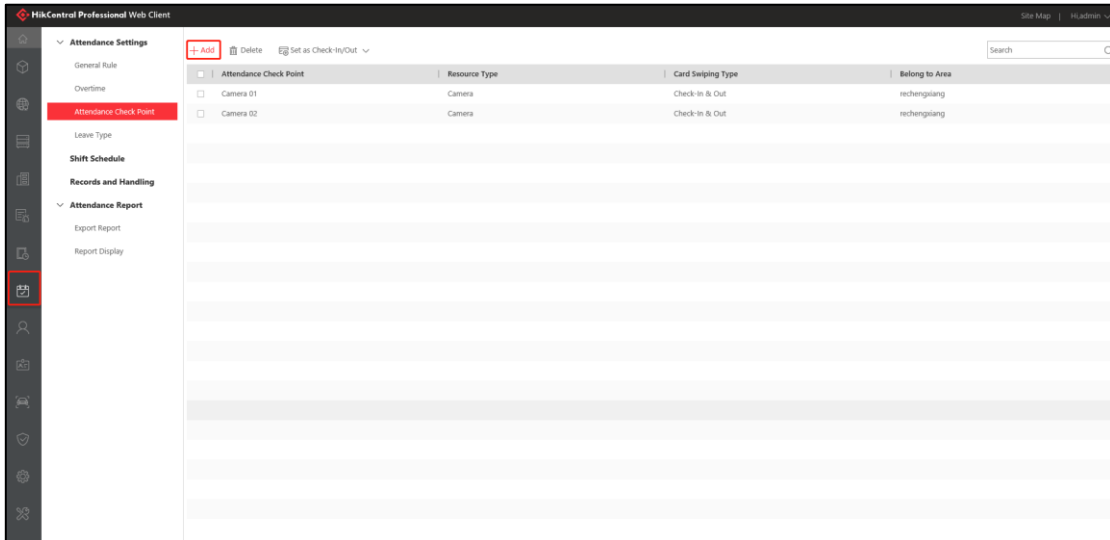 HikCentral Professional Web Client
Site Map | Hi,admin
Attendance Settings
General Rule
Overtime
Attendance Check Point
Leave Type
Shift Schedule
Records and Handling
Attendance Report
Export Report
Report Display
+ Add Delete Set as Check-In/Out Search
Attendance Check Point | Resource Type | Card Swiping Type | Belong to Area
Camera 01 Camera Check-In & Out rechengxiang
Camera 02 Camera Check-In & Out rechengxiang